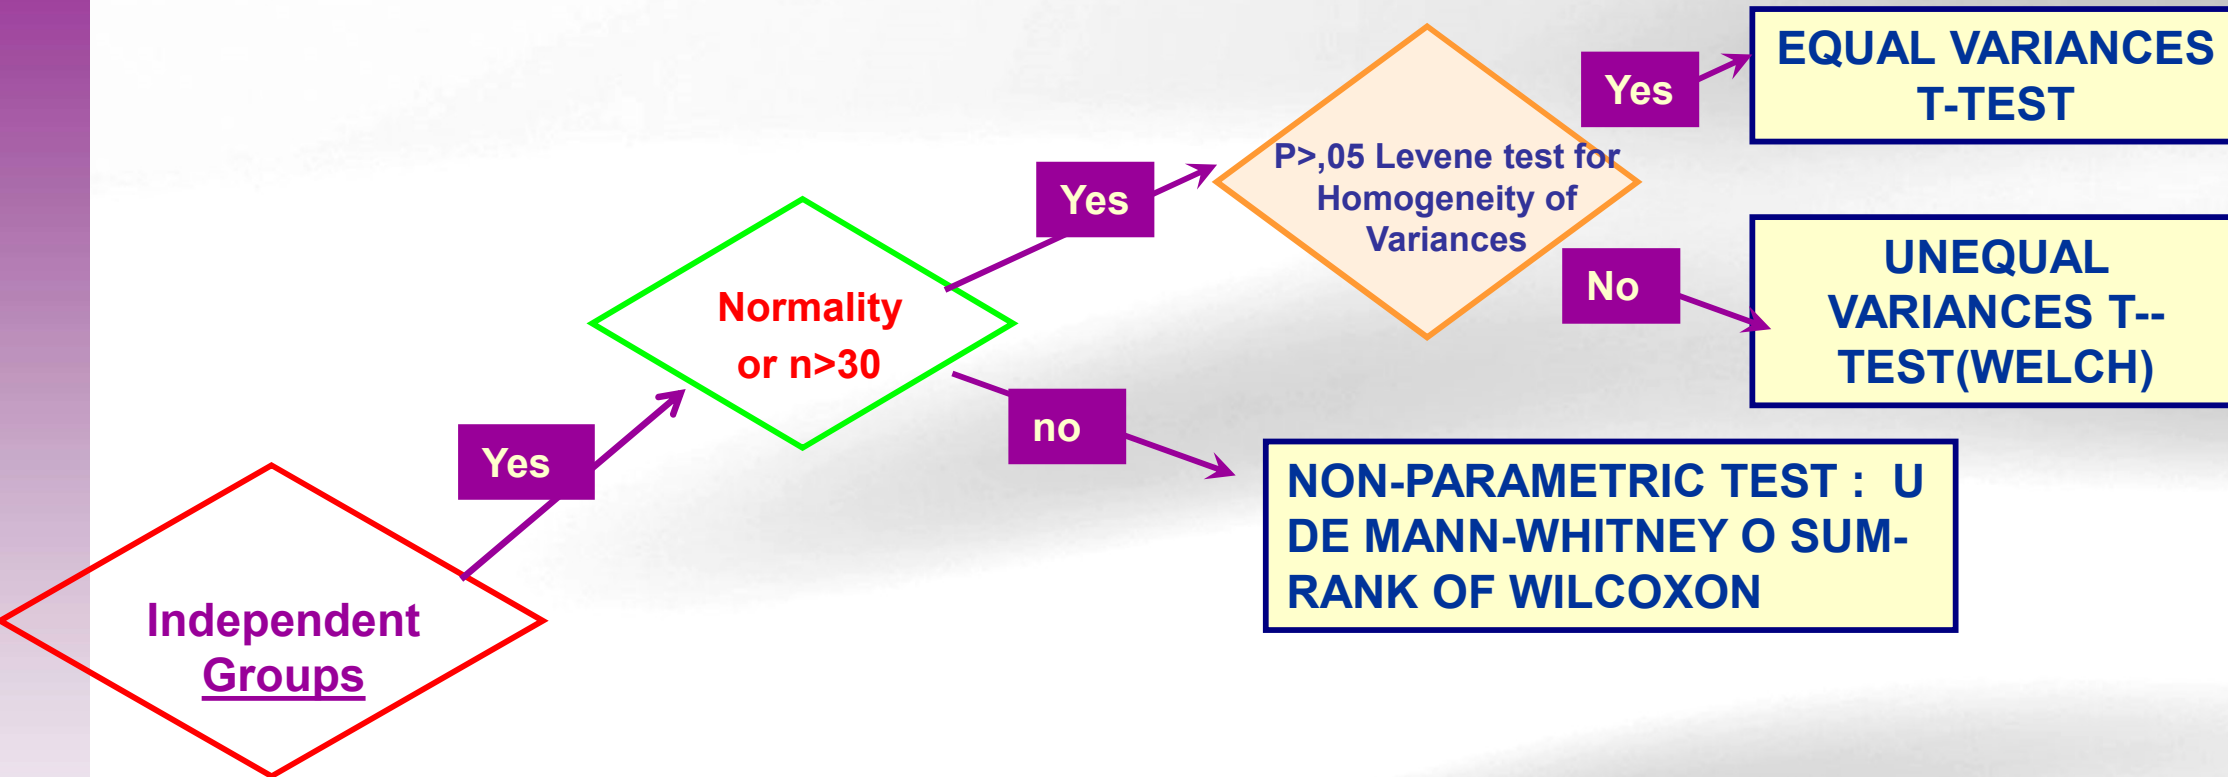 Independent
Groups
Yes
Normality
or n>30
Yes
P>,05 Levene test for
Homogeneity of
Variances
Yes
EQUAL VARIANCES
T-TEST
No
UNEQUAL
VARIANCES T--
TEST(WELCH)
no
NON-PARAMETRIC TEST : U
DE MANN-WHITNEY O SUM-
RANK OF WILCOXON